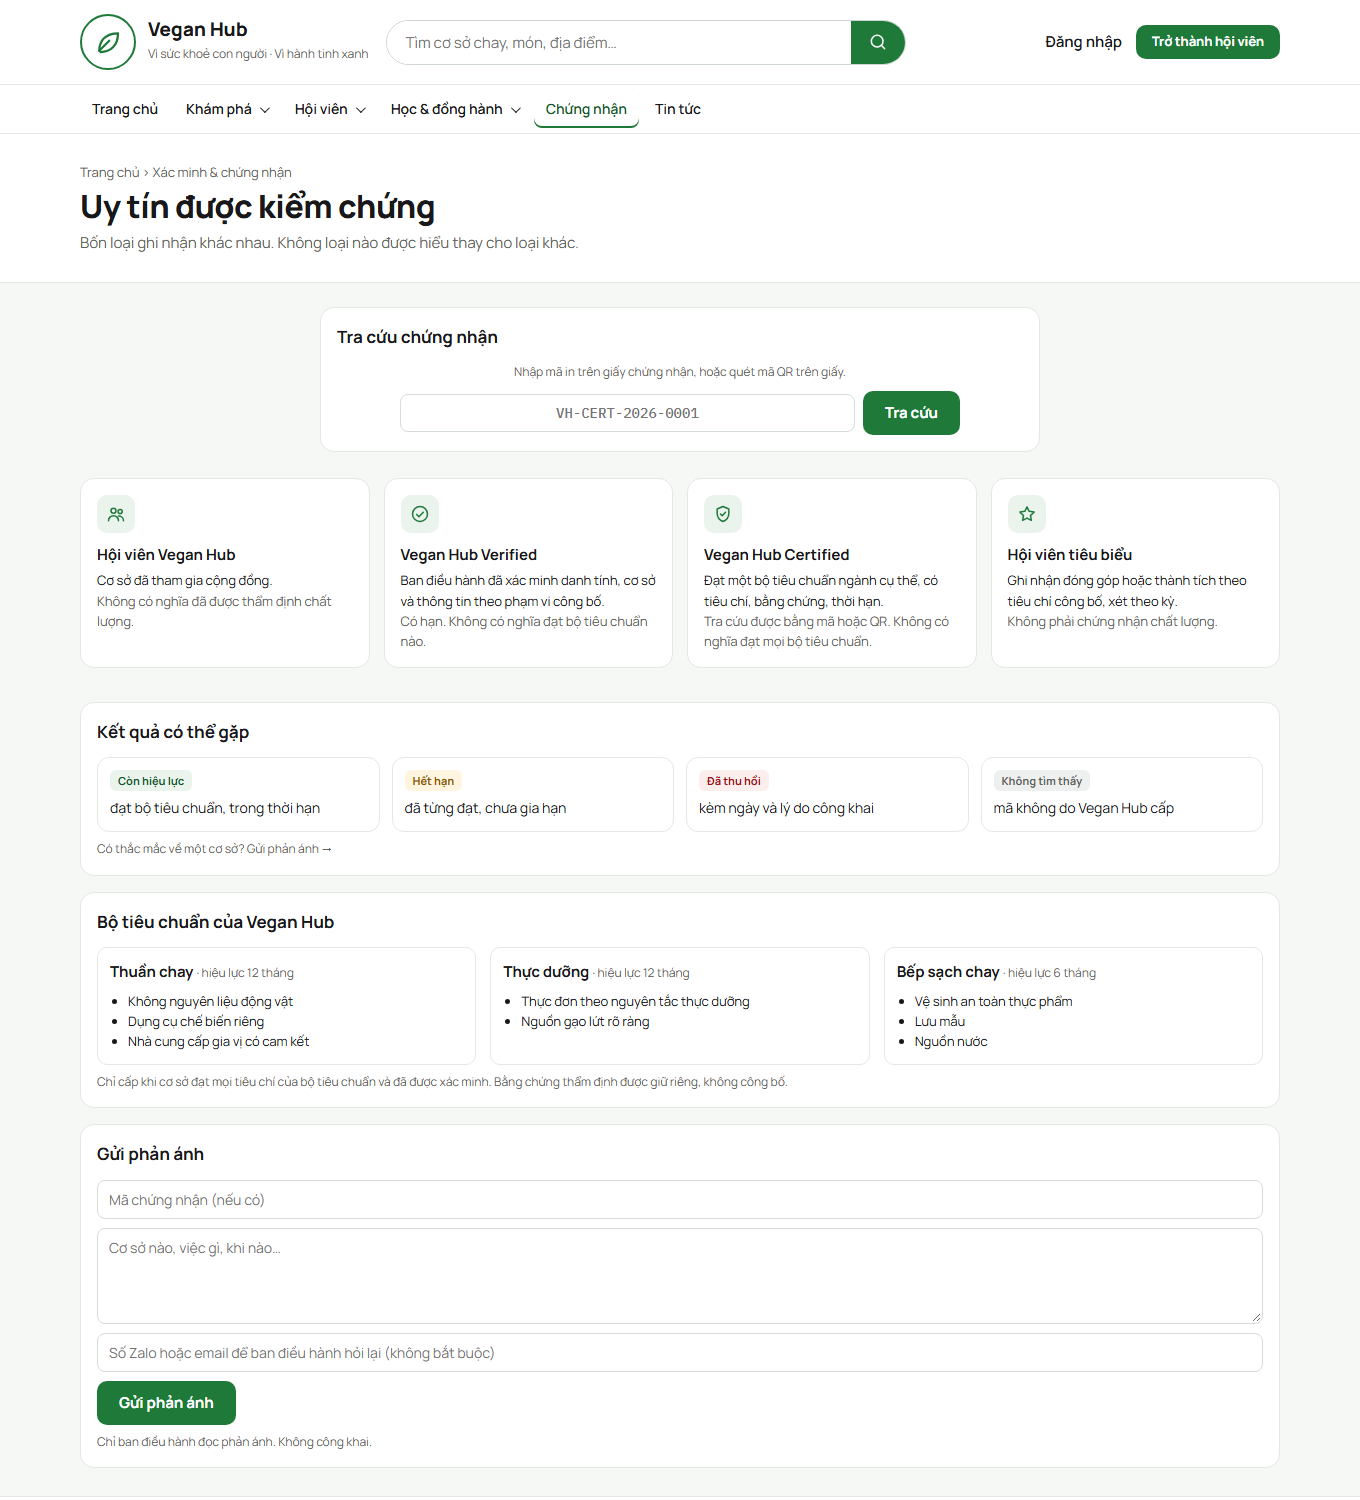 Vegan Hub
Vì sức khoẻ con người · Vì hành tinh xanh
Tìm cơ sở chay, món, địa điểm...
Đăng nhập
Trở thành hội viên
Trang chủ
Khám phá
Hội viên
Học & đồng hành
Chứng nhận
Tin tức
Trang chủ › Xác minh & chứng nhận
Uy tín được kiểm chứng
Bốn loại ghi nhận khác nhau. Không loại nào được hiểu thay cho loại khác.
Tra cứu chứng nhận
Nhập mã in trên giấy chứng nhận, hoặc quét mã QR trên giấy.
VH-CERT-2026-0001
Tra cứu
Hội viên Vegan Hub
Cơ sở đã tham gia cộng đồng.
Không có nghĩa đã được thẩm định chất
lượng.
Vegan Hub Verified
Ban điều hành đã xác minh danh tính, cơ sở
và thông tin theo phạm vi công bố.
Có hạn. Không có nghĩa đạt bộ tiêu chuẩn
nào.
Vegan Hub Certified
Đạt một bộ tiêu chuẩn ngành cụ thể, có
tiêu chí, bằng chứng, thời hạn.
Tra cứu được bằng mã hoặc QR. Không có
nghĩa đạt mọi bộ tiêu chuẩn.
Hội viên tiêu biểu
Ghi nhận đóng góp hoặc thành tích theo
tiêu chí công bố, xét theo kỳ.
Không phải chứng nhận chất lượng.
Kết quả có thể gặp
Còn hiệu lực
đạt bộ tiêu chuẩn, trong thời hạn
Hết hạn
đã từng đạt, chưa gia hạn
Đã thu hồi
kèm ngày và lý do công khai
Không tìm thấy
mã không do Vegan Hub cấp
Có thắc mắc về một cơ sở? Gửi phản ánh →
Bộ tiêu chuẩn của Vegan Hub
Thuần chay · hiệu lực 12 tháng
• Không nguyên liệu động vật
• Dụng cụ chế biến riêng
• Nhà cung cấp gia vị có cam kết
Thực dưỡng · hiệu lực 12 tháng
• Thực đơn theo nguyên tắc thực dưỡng
• Nguồn gạo lứt rõ ràng
Bếp sạch chay · hiệu lực 6 tháng
• Vệ sinh an toàn thực phẩm
• Lưu mẫu
• Nguồn nước
Chỉ cấp khi cơ sở đạt mọi tiêu chí của bộ tiêu chuẩn và đã được xác minh. Bằng chứng thẩm định được giữ riêng, không công bố.
Gửi phản ánh
Mã chứng nhận (nếu có)
Cơ sở nào, việc gì, khi nào...
Số Zalo hoặc email để ban điều hành hỏi lại (không bắt buộc)
Gửi phản ánh
Chỉ ban điều hành đọc phản ánh. Không công khai.